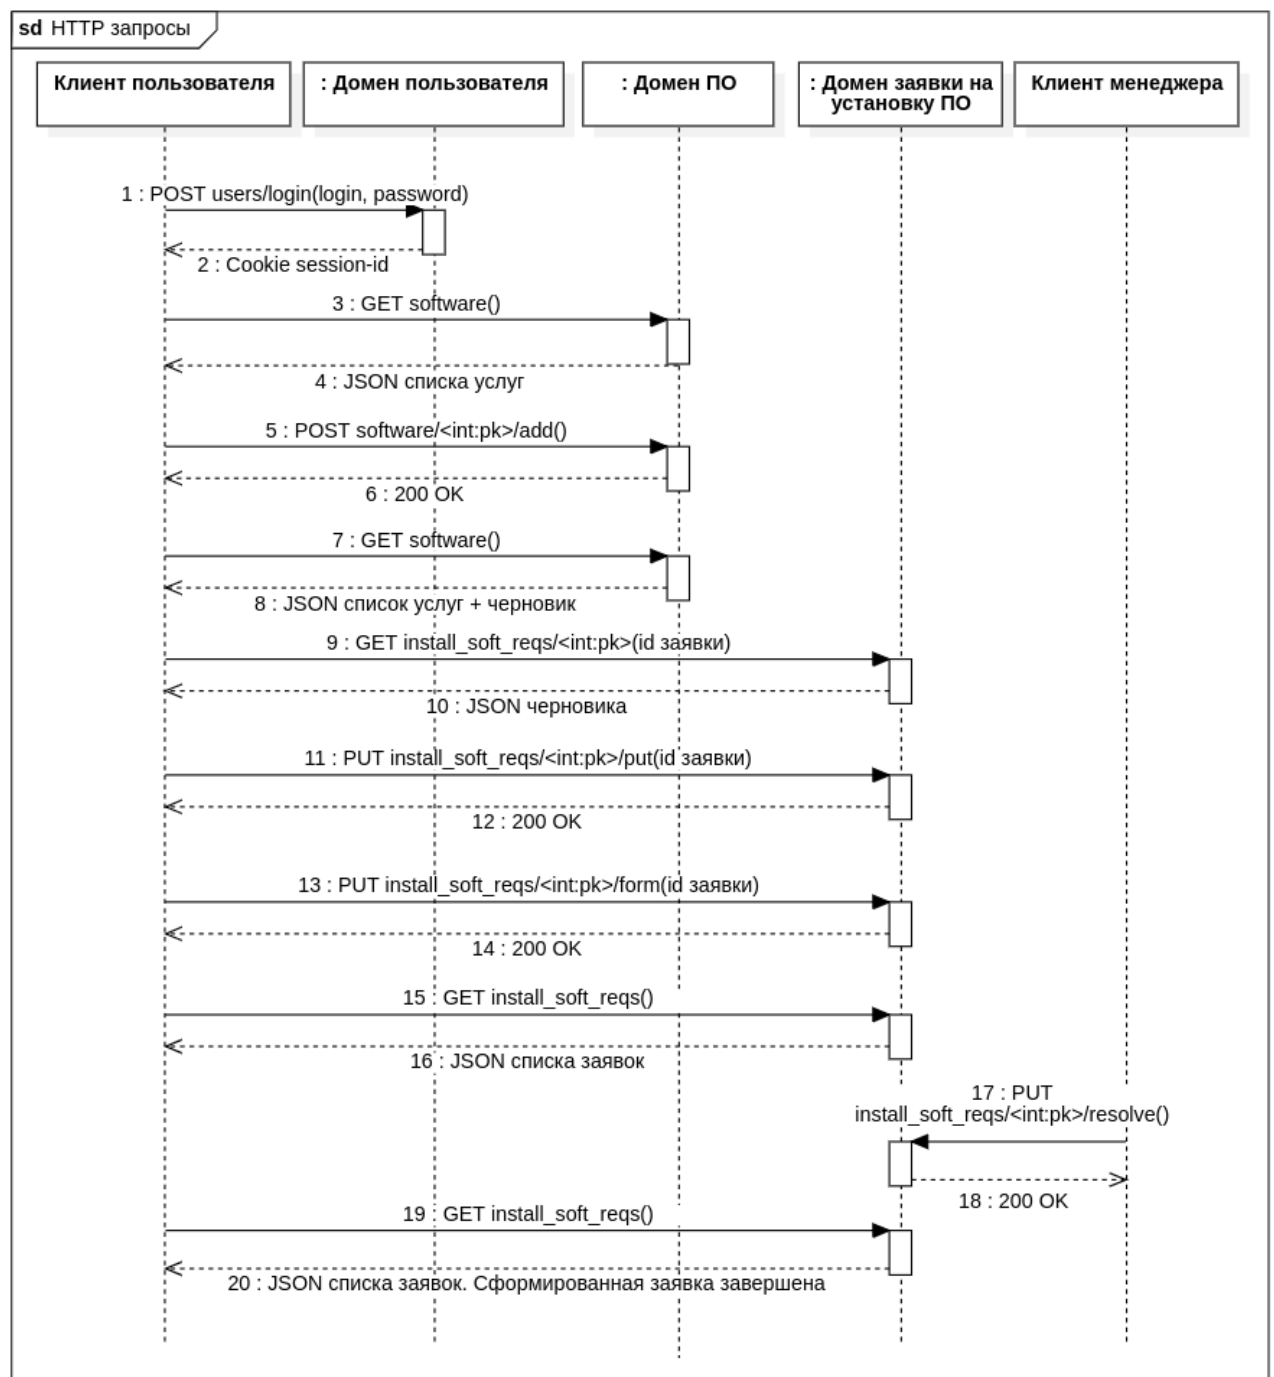 sd HTTP запросы
Клиент пользователя
: Домен пользователя
: Домен ПО
: Домен заявки на
установку ПО
Клиент менеджера
1 : POST users/login(login, password)
2 : Cookie session-id
3 : GET software()
4 : JSON списка услуг
5 : POST software/<int:pk>/add()
6 : 200 OK
7 : GET software()
8 : JSON список услуг + черновик
9 : GET install_soft_reqs/<int:pk>(id заявки)
10 : JSON черновика
11 : PUT install_soft_reqs/<int:pk>/put(id заявки)
12 : 200 OK
13 : PUT install_soft_reqs/<int:pk>/form(id заявки)
14 : 200 OK
15 : GET install_soft_reqs()
16 : JSON списка заявок
17 : PUT
install_soft_reqs/<int:pk>/resolve()
18 : 200 OK
19 : GET install_soft_reqs()
20 : JSON списка заявок. Сформированная заявка завершена